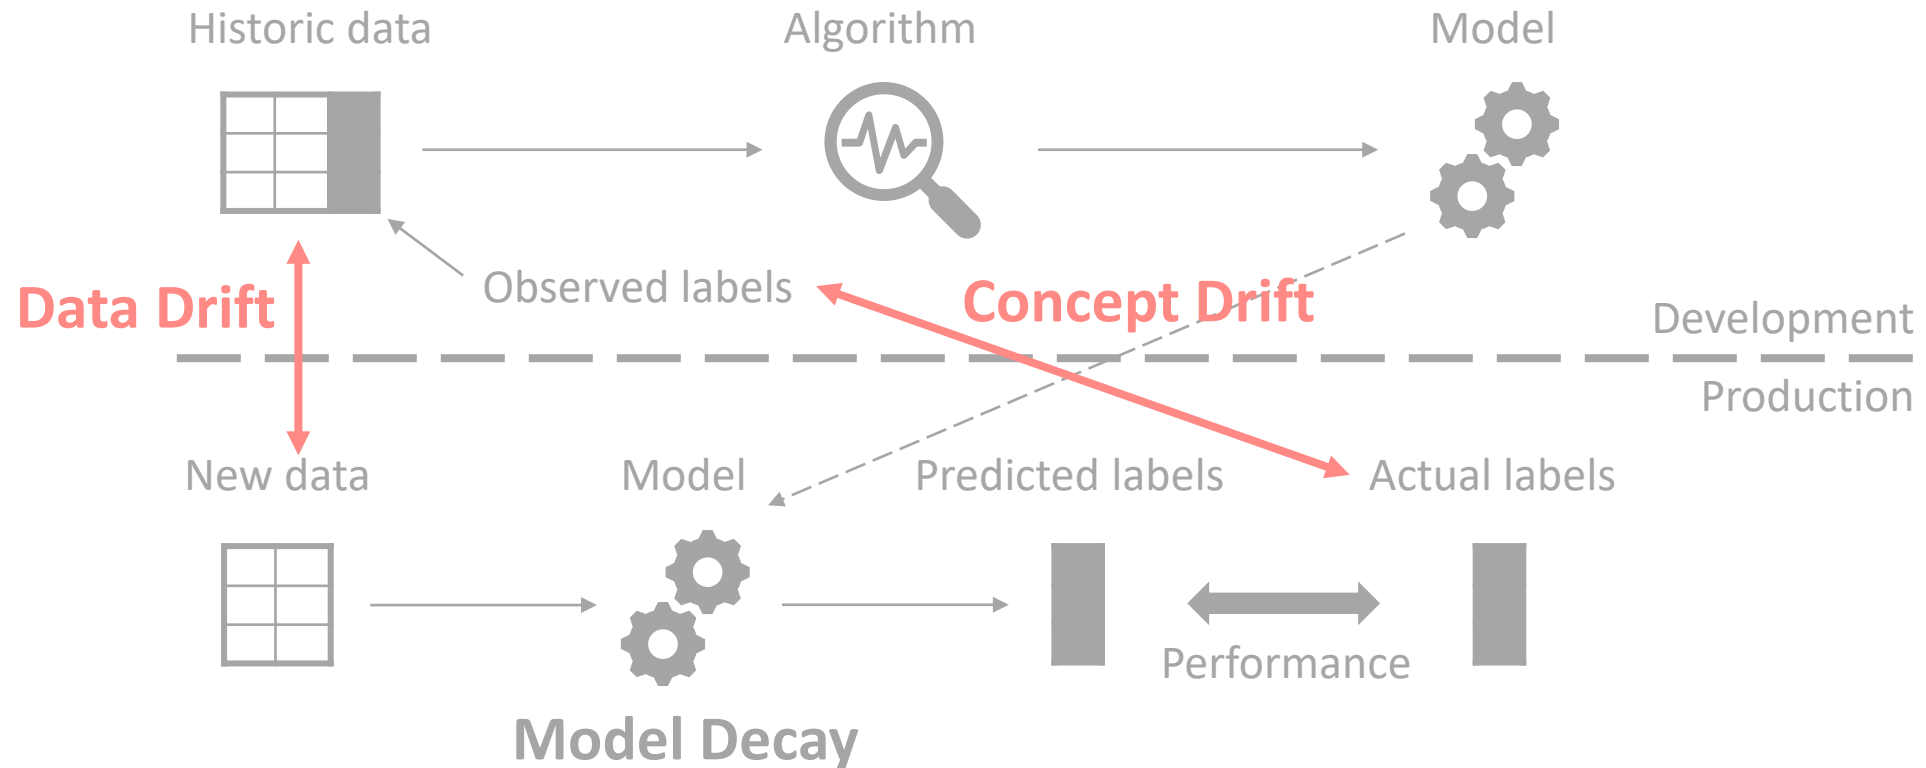 Historic data
Algorithm
Model
Observed labels
Data Drift
Concept Drift
Development
Production
New data
Model
Predicted labels
Actual labels
Performance
Model Decay